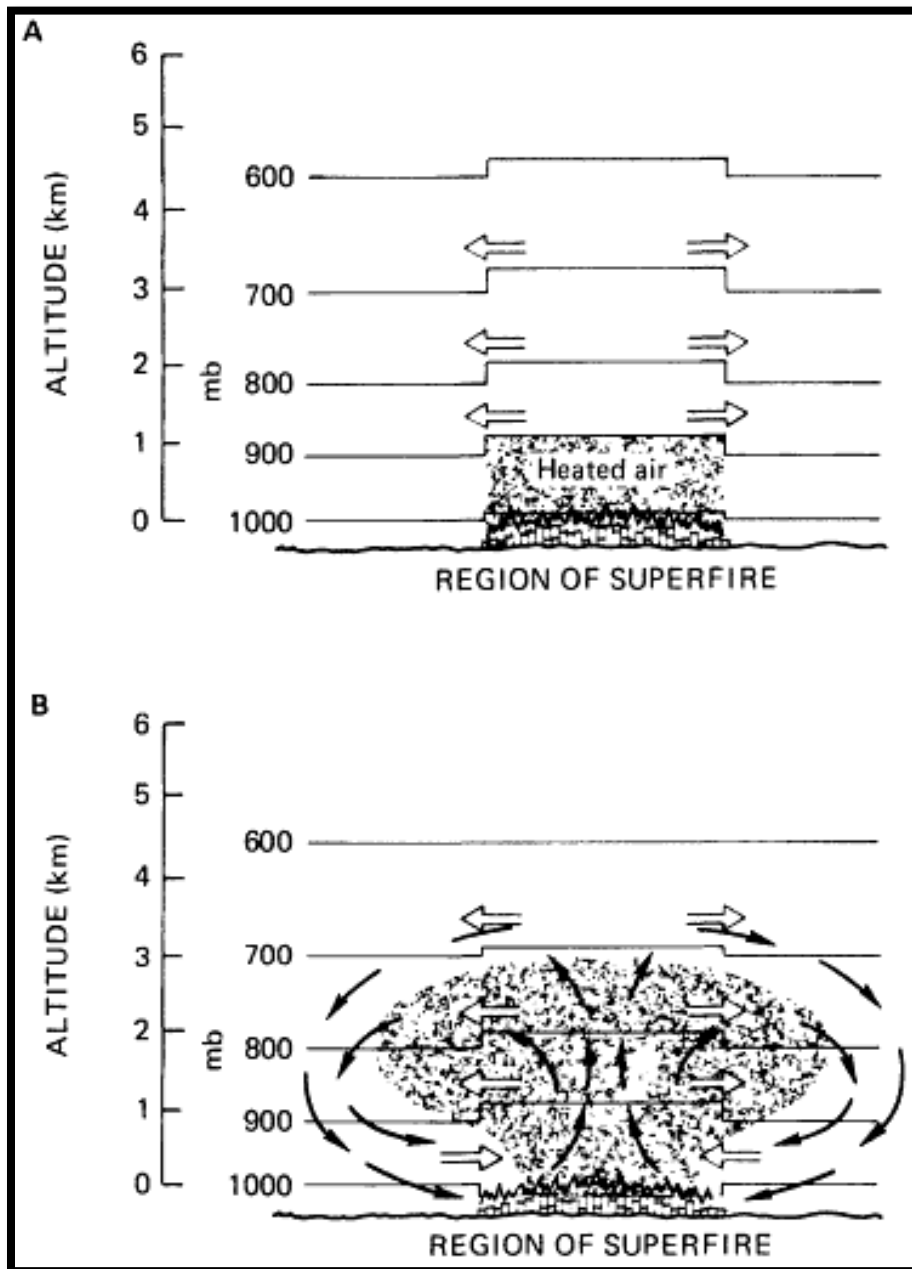 A
6
5
4
3
2
1
0
ALTITUDE (km)
mb
600
700
800
900
1000
Heated air
REGION OF SUPERFIRE
B
6
5
4
3
2
1
0
ALTITUDE (km)
mb
600
700
800
900
1000
REGION OF SUPERFIRE